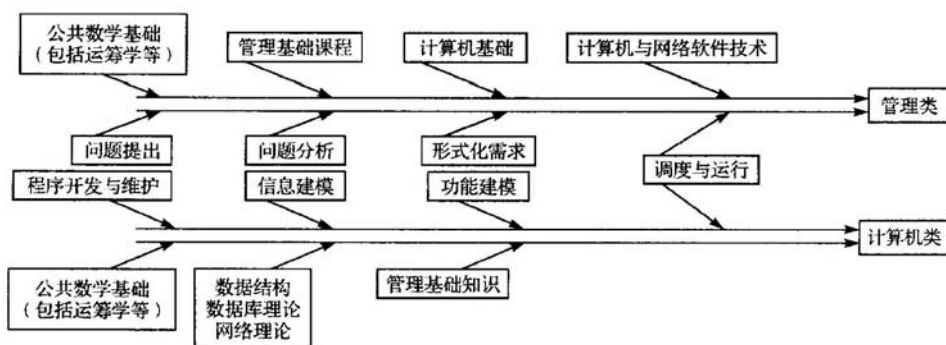 公共数学基础
（包括运筹学等）
管理基础课程
计算机基础
计算机与网络软件技术
管理类
问题提出
问题分析
形式化需求
调度与运行
程序开发与维护
信息建模
功能建模
计算机类
公共数学基础
（包括运筹学等）
数据结构
数据库理论
网络理论
管理基础知识